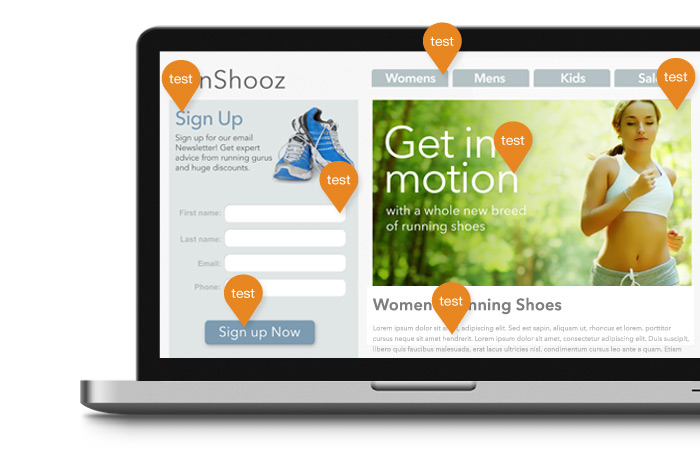 test
test
nShooz
Womens Mens Kids Sal
test
Sign Up
Sign up for our email
Newsletter! Get expert
advice from running gurus
and huge discounts.
Get in
test
motion
test
with a whole new breed
of running shoes
First name:
Last name:
Email:
Phone:
test
test
Women nning Shoes
Sign up Now
Lorem ipsum dolor sit amet, adipiscing elit. Sed est sapin, aliquam ut, rhoncus et lorem. porttitor
cursus neque sit amet hendrerit. Lorem ipsum dolor sit amet, consectetur adipiscing elit. Duis suscipit,
libero quis feucibus malesuada, erat lacus ultricies nisl, condimentum cursus leo ante a quam. Etiam